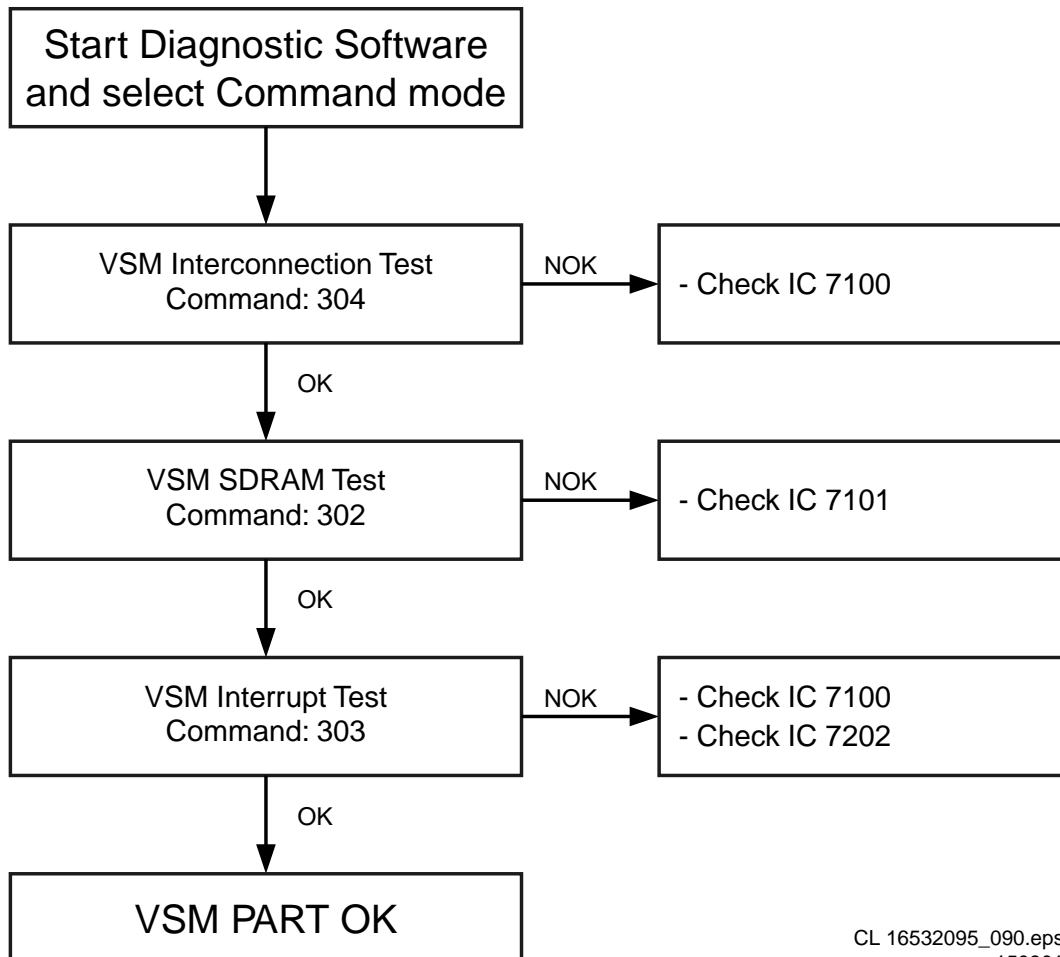 Start Diagnostic Software
and select Command mode
VSM Interconnection Test
Command: 304
NOK
- Check IC 7100
OK
VSM SDRAM Test
Command: 302
NOK
- Check IC 7101
OK
VSM Interrupt Test
Command: 303
NOK
- Check IC 7100
- Check IC 7202
OK
VSM PART OK
CL 16532095_090.eps